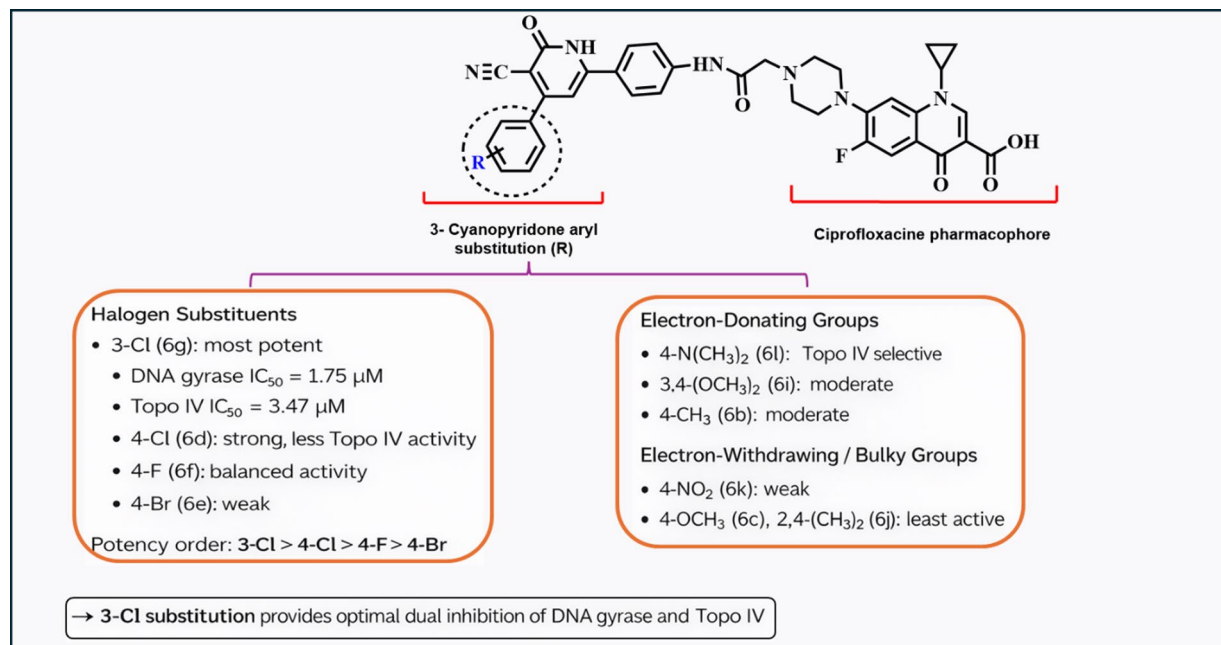 O
NH
N≡C
HN
O
N
N
N
R
F
O
O
OH
3- Cyanopyridone aryl
substitution (R)
Ciprofloxacine pharmacophore
Halogen Substituents
• 3-Cl (6g): most potent
• DNA gyrase IC₅₀ = 1.75 μM
• Topo IV IC₅₀ = 3.47 μM
• 4-Cl (6d): strong, less Topo IV activity
• 4-F (6f): balanced activity
• 4-Br (6e): weak
Potency order: 3-Cl > 4-Cl > 4-F > 4-Br
Electron-Donating Groups
• 4-N(CH₃)₂ (6l): Topo IV selective
• 3,4-(OCH₃)₂ (6i): moderate
• 4-CH₃ (6b): moderate
Electron-Withdrawing / Bulky Groups
• 4-NO₂ (6k): weak
• 4-OCH₃ (6c), 2,4-(CH₃)₂ (6j): least active
→ 3-Cl substitution provides optimal dual inhibition of DNA gyrase and Topo IV